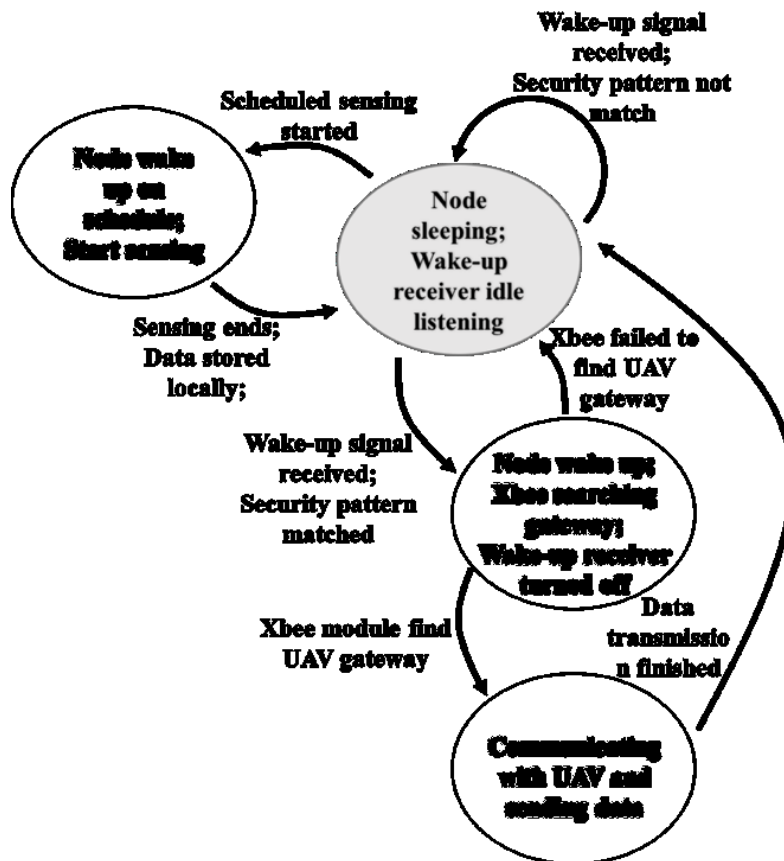 Wake-up signal
received;
Security pattern not
match
Scheduled sensing
started
Node wake
up on
schedule;
Start sensing
Node
sleeping;
Wake-up
receiver idle
listening
Sensing ends;
Data stored
locally;
Xbee failed to
find UAV
gateway
Wake-up signal
received;
Security pattern
matched
Node wake up;
Xbee searching
gateway;
Wake-up receiver
turned off
Xbee module find
UAV gateway
Data
transmissio
n finished
Communicating
with UAV and
sending data